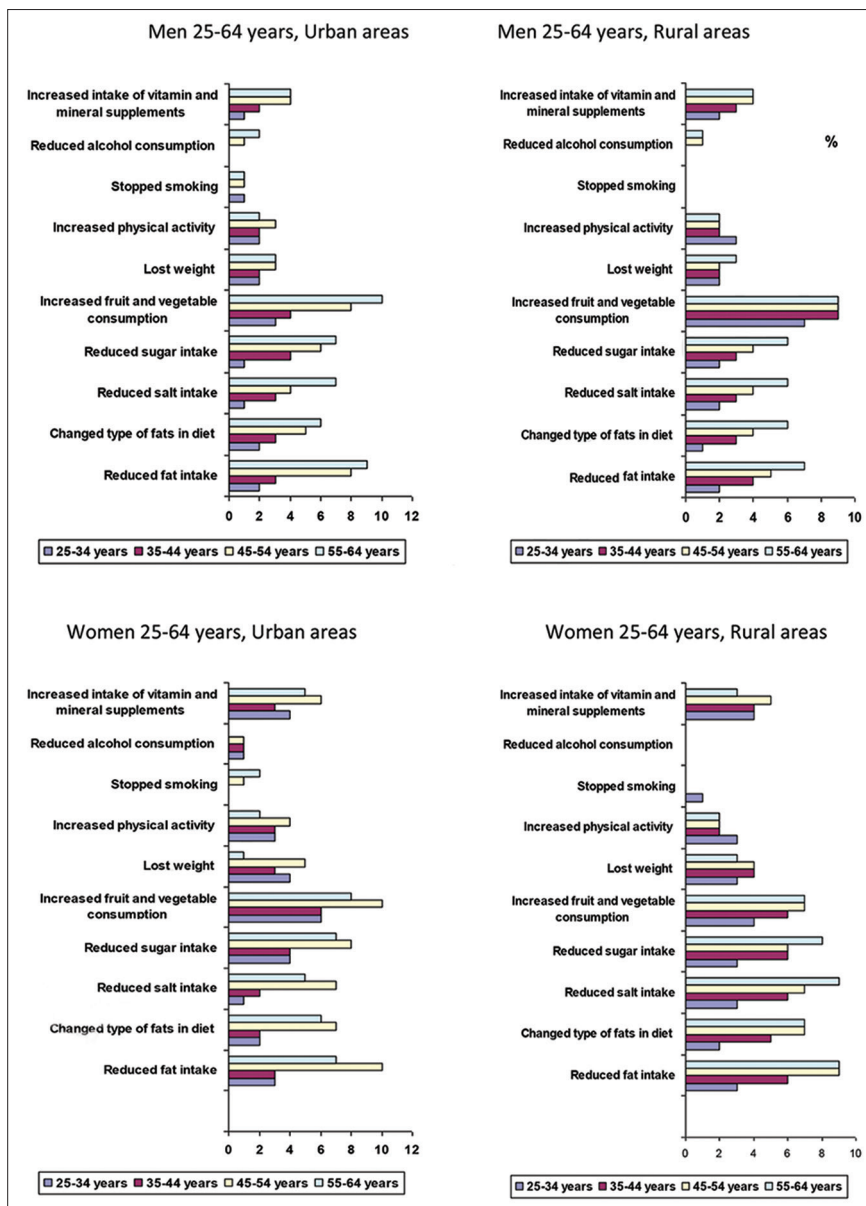 Men 25-64 years, Urban areas
Increased intake of vitamin and
mineral supplements
Reduced alcohol consumption
Stopped smoking
Increased physical activity
Lost weight
Increased fruit and vegetable
consumption
Reduced sugar intake
Reduced salt intake
Changed type of fats in diet
Reduced fat intake
0 2 4 6 8 10 12
25-34 years 35-44 years 45-54 years 55-64 years
Men 25-64 years, Rural areas
Increased intake of vitamin and
mineral supplements
Reduced alcohol consumption
%
Stopped smoking
Increased physical activity
Lost weight
Increased fruit and vegetable
consumption
Reduced sugar intake
Reduced salt intake
Changed type of fats in diet
Reduced fat intake
0 2 4 6 8 10
25-34 years 35-44 years 45-54 years 55-64 years
Women 25-64 years, Urban areas
Increased intake of vitamin and
mineral supplements
Reduced alcohol consumption
Stopped smoking
Increased physical activity
Lost weight
Increased fruit and vegetable
consumption
Reduced sugar intake
Reduced salt intake
Changed type of fats in diet
Reduced fat intake
0 2 4 6 8 10 12
25-34 years 35-44 years 45-54 years 55-64 years
Women 25-64 years, Rural areas
Increased intake of vitamin and
mineral supplements
Reduced alcohol consumption
Stopped smoking
Increased physical activity
Lost weight
Increased fruit and vegetable
consumption
Reduced sugar intake
Reduced salt intake
Changed type of fats in diet
Reduced fat intake
0 2 4 6 8 10
25-34 years 35-44 years 45-54 years 55-64 years